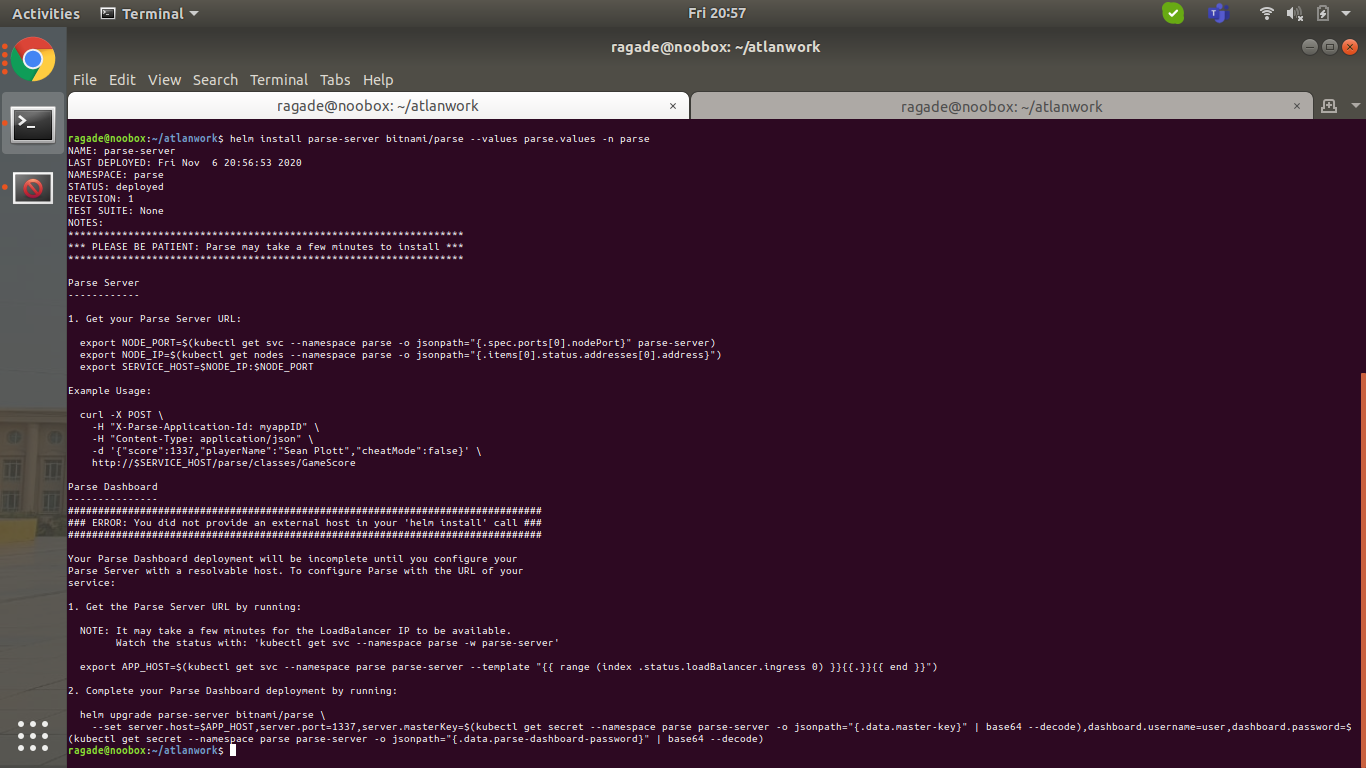 Activities
Terminal
Fri 20:57
ragade@noobox: ~/atlanwork
File Edit View Search Terminal Tabs Help
ragade@noobox: ~/atlanwork × ragade@noobox: ~/atlanwork ×
ragade@noobox:~/atlanwork$ helm install parse-server bitnami/parse --values parse.values -n parse
NAME: parse-server
LAST DEPLOYED: Fri Nov  6 20:56:53 2020
NAMESPACE: parse
STATUS: deployed
REVISION: 1
TEST SUITE: None
NOTES:
******************************************************************
*** PLEASE BE PATIENT: Parse may take a few minutes to install ***
******************************************************************
Parse Server
------------
1. Get your Parse Server URL:
export NODE_PORT=$(kubectl get svc --namespace parse -o jsonpath="{.spec.ports[0].nodePort}" parse-server)
export NODE_IP=$(kubectl get nodes --namespace parse -o jsonpath="{.items[0].status.addresses[0].address}")
export SERVICE_HOST=$NODE_IP:$NODE_PORT
Example Usage:
curl -X POST \
-H "X-Parse-Application-Id: myappID" \
-H "Content-Type: application/json" \
-d '{"score":1337,"playerName":"Sean Plott","cheatMode":false}' \
http://$SERVICE_HOST/parse/classes/GameScore
Parse Dashboard
---------------
###############################################################################
### ERROR: You did not provide an external host in your 'helm install' call ###
###############################################################################
Your Parse Dashboard deployment will be incomplete until you configure your
Parse Server with a resolvable host. To configure Parse with the URL of your
service:
1. Get the Parse Server URL by running:
NOTE: It may take a few minutes for the LoadBalancer IP to be available.
Watch the status with: 'kubectl get svc --namespace parse -w parse-server'
export APP_HOST=$(kubectl get svc --namespace parse parse-server --template "{{ range (index .status.loadBalancer.ingress 0) }}{{.}}{{ end }}")
2. Complete your Parse Dashboard deployment by running:
helm upgrade parse-server bitnami/parse \
--set server.host=$APP_HOST,server.port=1337,server.masterKey=$(kubectl get secret --namespace parse parse-server -o jsonpath="{.data.master-key}" | base64 --decode),dashboard.username=user,dashboard.password=$
(kubectl get secret --namespace parse parse-server -o jsonpath="{.data.parse-dashboard-password}" | base64 --decode)
ragade@noobox:~/atlanwork$